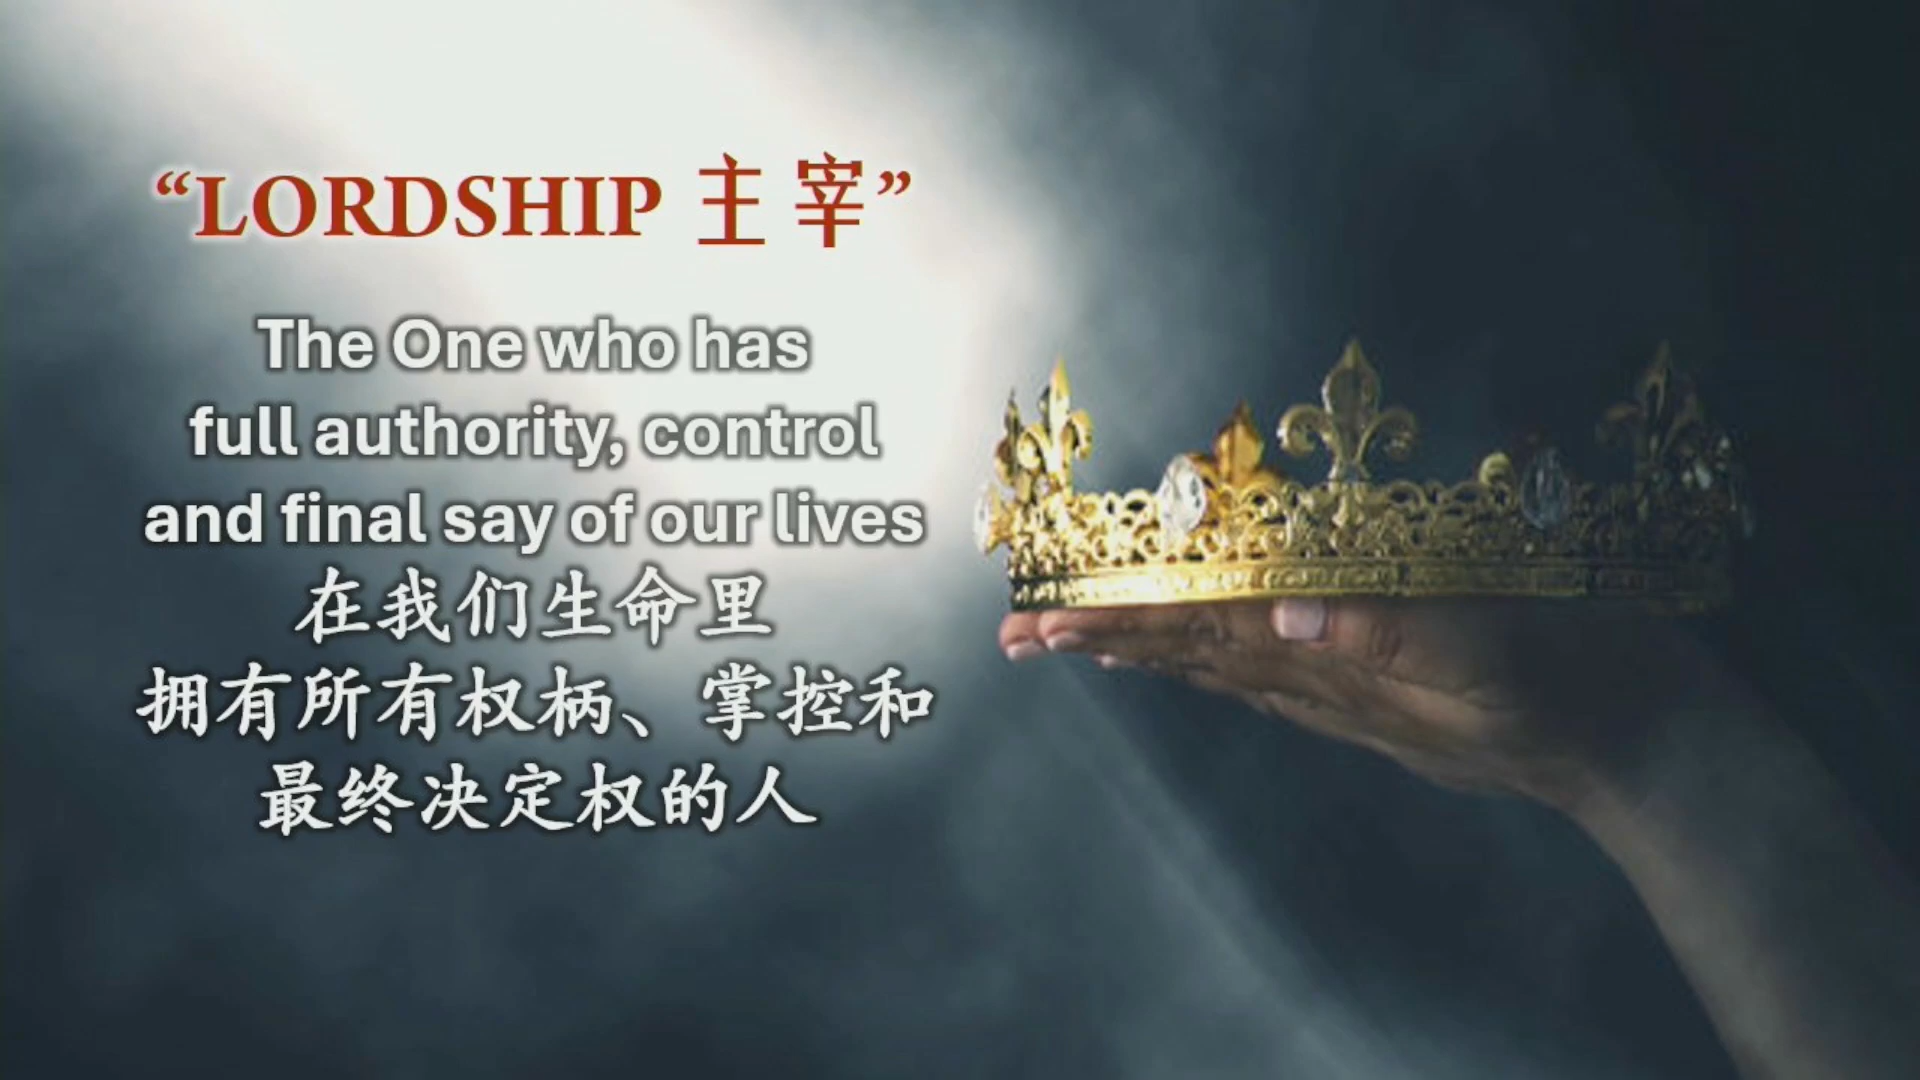 “LORDSHIP 主宰”
The One who has
full authority, control
and final say of our lives
在我们生命里
拥有所有权柄、掌控和
最终决定权的人